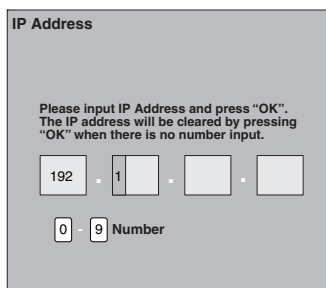 IP Address
Please input IP Address and press “OK”.
The IP address will be cleared by pressing
“OK” when there is no number input.
192 . 1 . .
0 - 9 Number